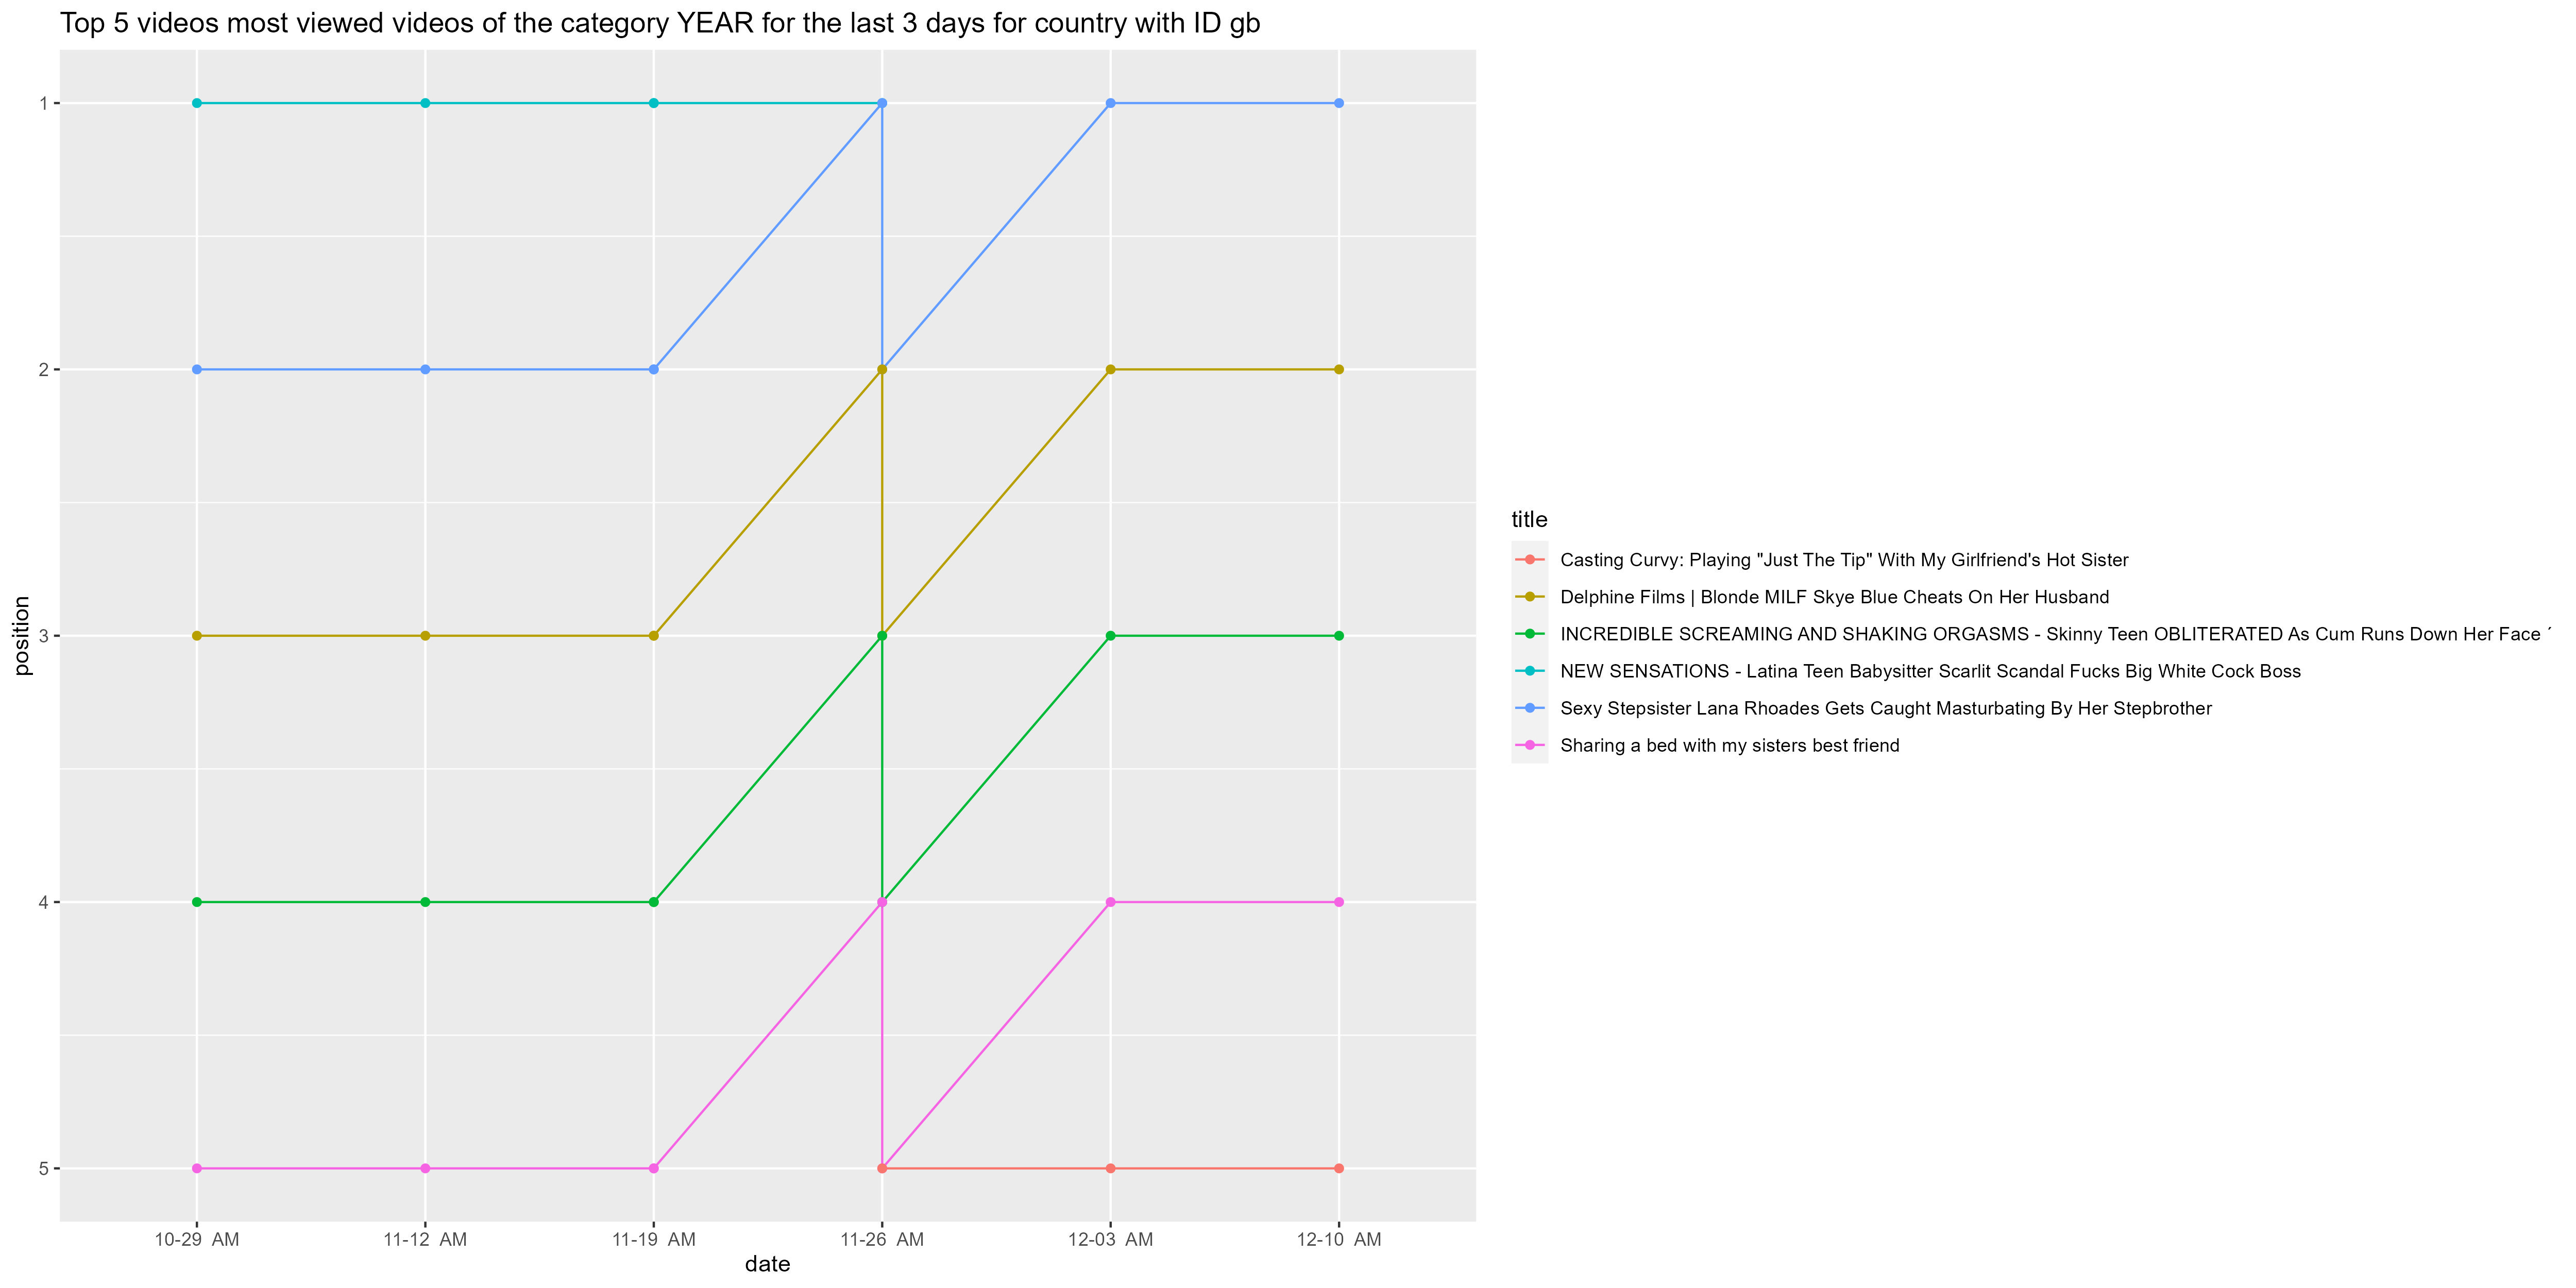 Top 5 videos most viewed videos of the category YEAR for the last 3 days for country with ID gb
1
2
3
4
5
position
10-29 AM
11-12 AM
11-19 AM
11-26 AM
12-03 AM
12-10 AM
date
title
Casting Curvy: Playing "Just The Tip" With My Girlfriend's Hot Sister
Delphine Films | Blonde MILF Skye Blue Cheats On Her Husband
INCREDIBLE SCREAMING AND SHAKING ORGASMS - Skinny Teen OBLITERATED As Cum Runs Down Her Face
NEW SENSATIONS - Latina Teen Babysitter Scarlit Scandal Fucks Big White Cock Boss
Sexy Stepsister Lana Rhoades Gets Caught Masturbating By Her Stepbrother
Sharing a bed with my sisters best friend